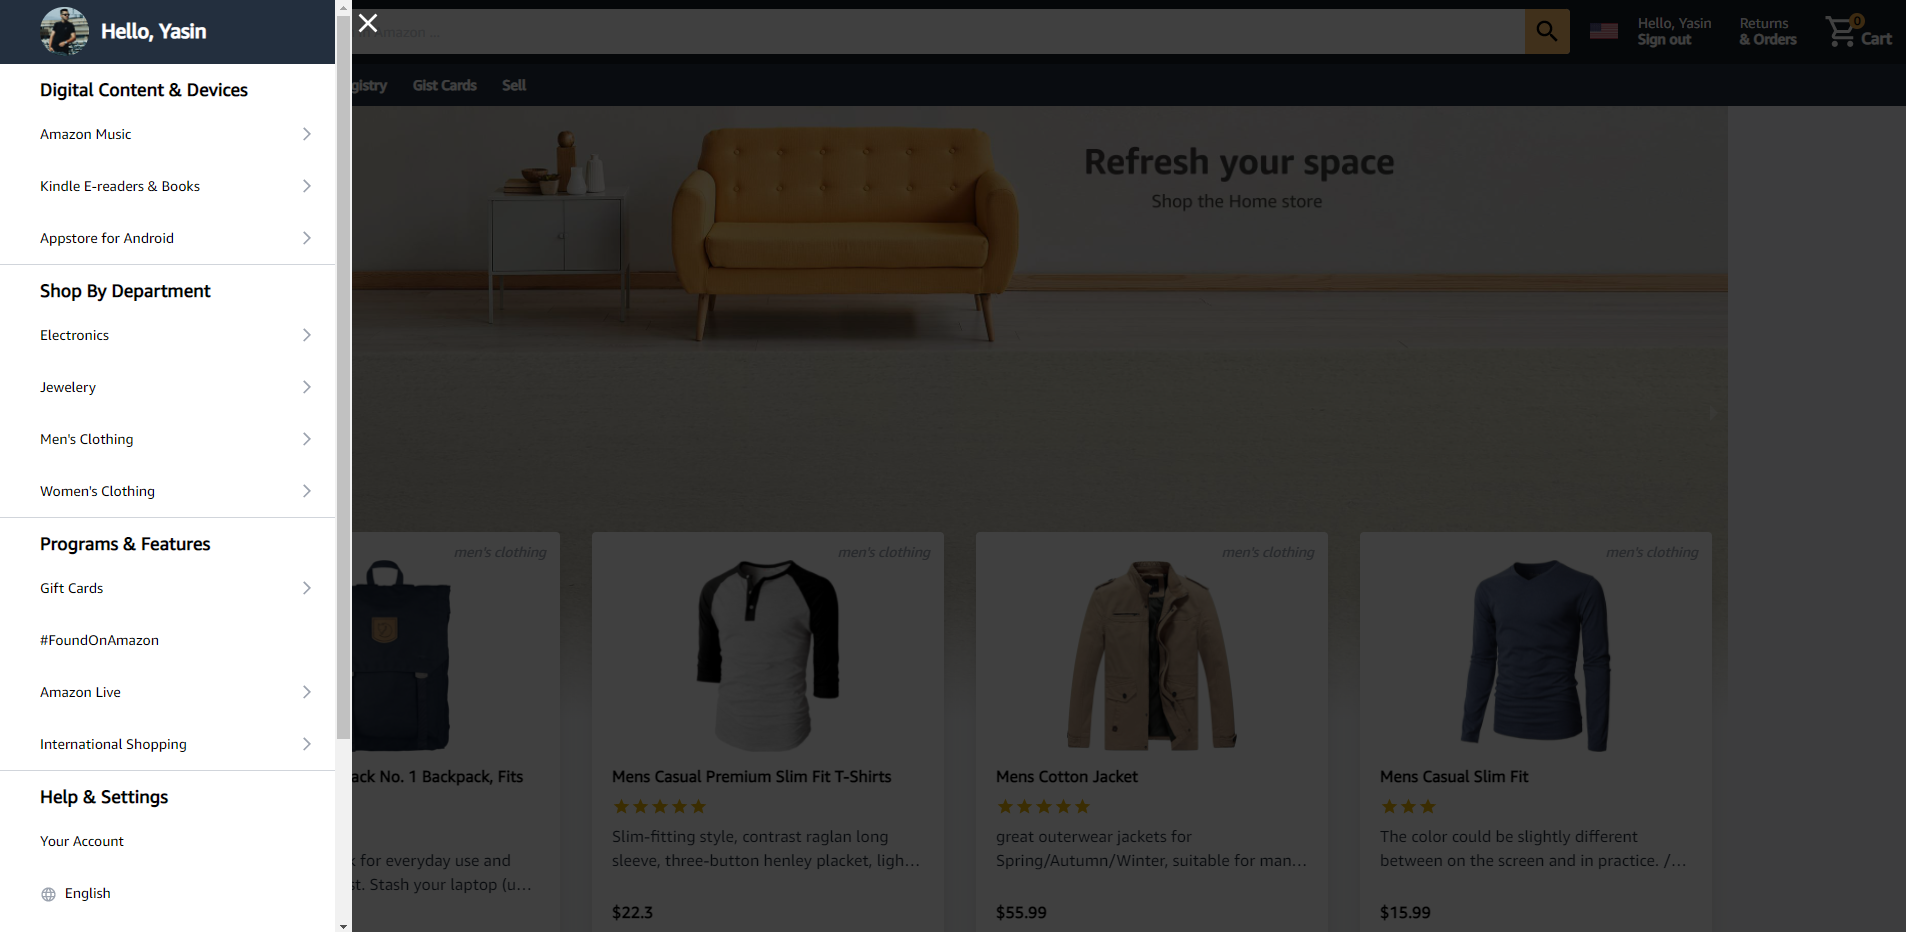 Hello, Yasin
Digital Content & Devices
Amazon Music
Kindle E-readers & Books
Appstore for Android
Shop By Department
Electronics
Jewelery
Men's Clothing
Women's Clothing
Programs & Features
Gift Cards
#FoundOnAmazon
Amazon Live
International Shopping
Help & Settings
Your Account
English
Amazon ...
Hello, Yasin
Sign out
Returns
& Orders
0
Cart
gistry
Gist Cards
Sell
Refresh your space
Shop the Home store
ack No. 1 Backpack, Fits
for everyday use and
st. Stash your laptop (u...
men's clothing
Mens Casual Premium Slim Fit T-Shirts
Slim-fitting style, contrast raglan long
sleeve, three-button henley placket, ligh...
$22.3
men's clothing
Mens Cotton Jacket
great outerwear jackets for
Spring/Autumn/Winter, suitable for man...
$55.99
men's clothing
Mens Casual Slim Fit
The color could be slightly different
between on the screen and in practice. /...
$15.99
men's clothing